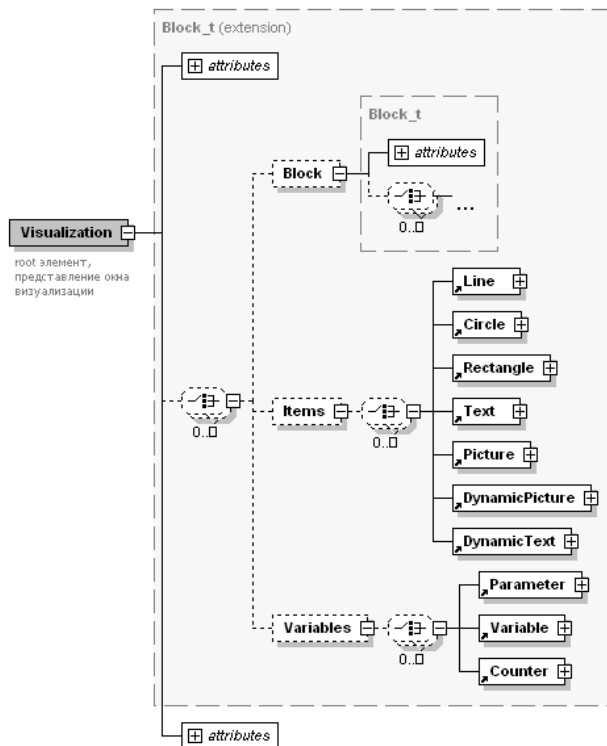 Block_t (extension)
attributes
Block_t
attributes
Block
0..
...
Visualization
root элемент,
представление окна
визуализации
Line
Circle
Rectangle
0..
Items
0..
Text
Picture
DynamicPicture
DynamicText
Parameter
Variables
0..
Variable
Counter
attributes